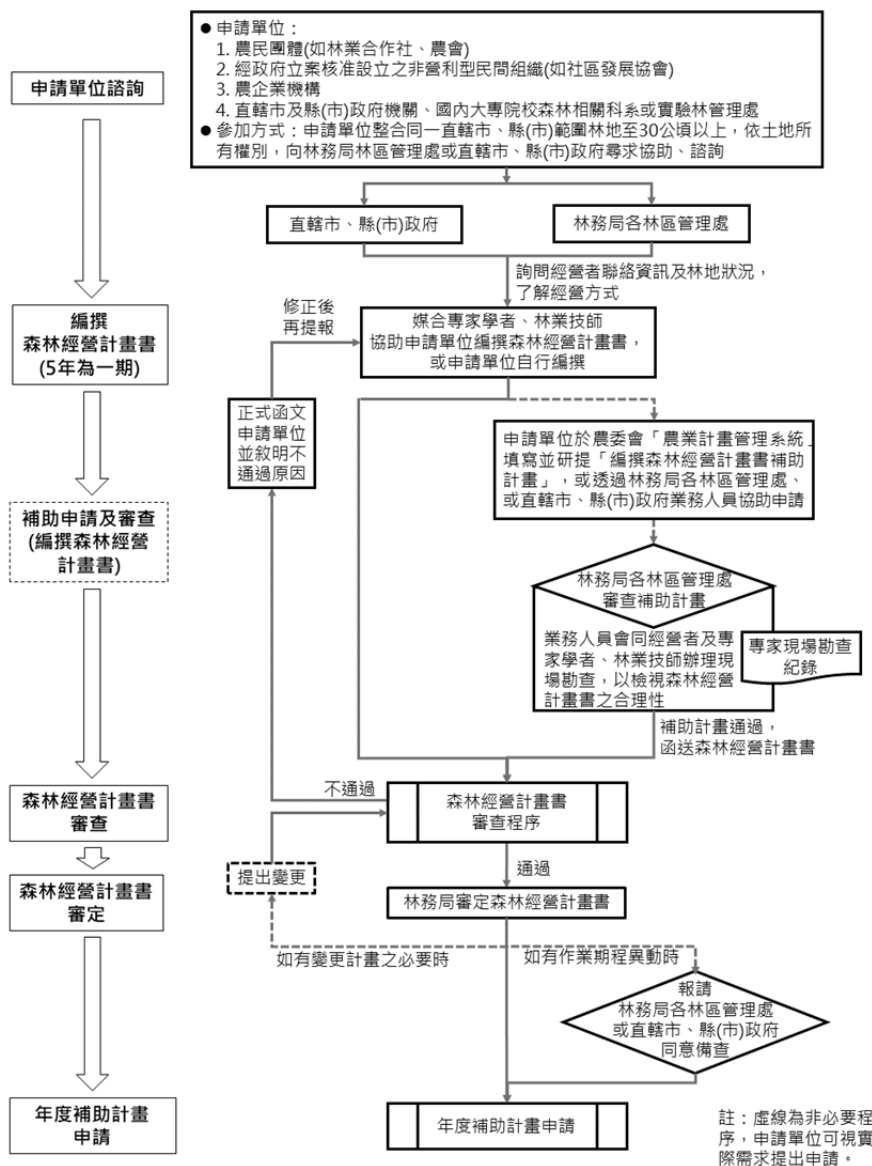 ● 申請單位：
1. 農民團體(如林業合作社、農會)
2. 經政府立案核准設立之非營利型民間組織(如社區發展協會)
3. 農企業機構
4. 直轄市及縣(市)政府機關、國內大專院校森林相關科系或實驗林管理處
● 參加方式：申請單位整合同一直轄市、縣(市)範圍林地至30公頃以上，依土地所
有權別，向林務局林區管理處或直轄市、縣(市)政府尋求協助、諮詢
申請單位諮詢
直轄市、縣(市)政府
林務局各林區管理處
詢問經營者聯絡資訊及林地狀況，
了解經營方式
編撰
森林經營計畫書
(5年為一期)
修正後
再提報
媒合專家學者、林業技師
協助申請單位編撰森林經營計畫書，
或申請單位自行編撰
正式函文
申請單位
並敘明不
通過原因
申請單位於農委會「農業計畫管理系統」
填寫並研提「編撰森林經營計畫書補助
計畫」，或透過林務局各林區管理處、
或直轄市、縣(市)政府業務人員協助申請
補助申請及審查
(編撰森林經營
計畫書)
林務局各林區管理處
審查補助計畫
業務人員會同經營者及專
家學者、林業技師辦理現
場勘查，以檢視森林經營
計畫書之合理性
專家現場勘查
紀錄
補助計畫通過，
函送森林經營計畫書
森林經營計畫書
審查
不通過
森林經營計畫書
審查程序
通過
提出變更
森林經營計畫書
審定
林務局審定森林經營計畫書
如有變更計畫之必要時
如有作業期程異動時
報請
林務局各林區管理處
或直轄市、縣(市)政府
同意備查
年度補助計畫
申請
年度補助計畫申請
註：虛線為非必要程
序，申請單位可視實
際需求提出申請。